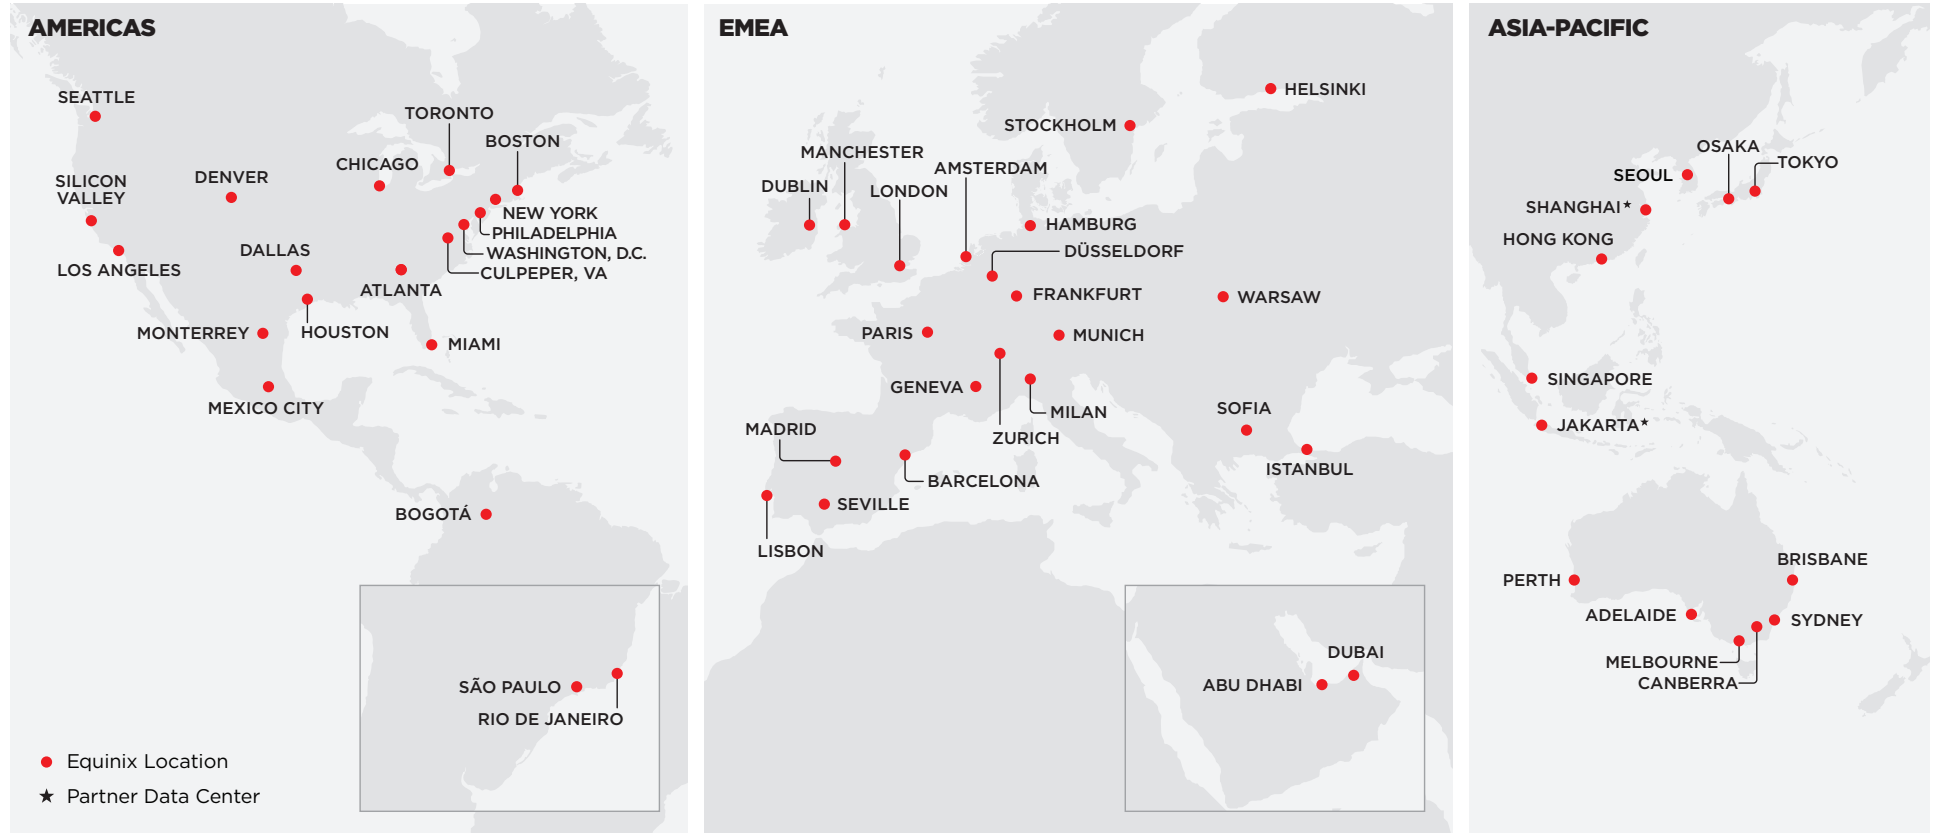 AMERICAS
SEATTLE
TORONTO
BOSTON
CHICAGO
DENVER
SILICON
VALLEY
NEW YORK
PHILADELPHIA
WASHINGTON, D.C.
CULPEPER, VA
DALLAS
LOS ANGELES
ATLANTA
HOUSTON
MONTERREY
MIAMI
MEXICO CITY
BOGOTÁ
SÃO PAULO
RIO DE JANEIRO
Equinix Location
★ Partner Data Center
EMEA
HELSINKI
STOCKHOLM
MANCHESTER
AMSTERDAM
DUBLIN
LONDON
HAMBURG
DÜSSELDORF
FRANKFURT
WARSAW
PARIS
MUNICH
GENEVA
MILAN
SOFIA
MADRID
ZURICH
ISTANBUL
BARCELONA
SEVILLE
LISBON
DUBAI
ABU DHABI
ASIA-PACIFIC
OSAKA
TOKYO
SEOUL
SHANGHAI★
HONG KONG
SINGAPORE
JAKARTA★
BRISBANE
PERTH
ADELAIDE
SYDNEY
MELBOURNE
CANBERRA